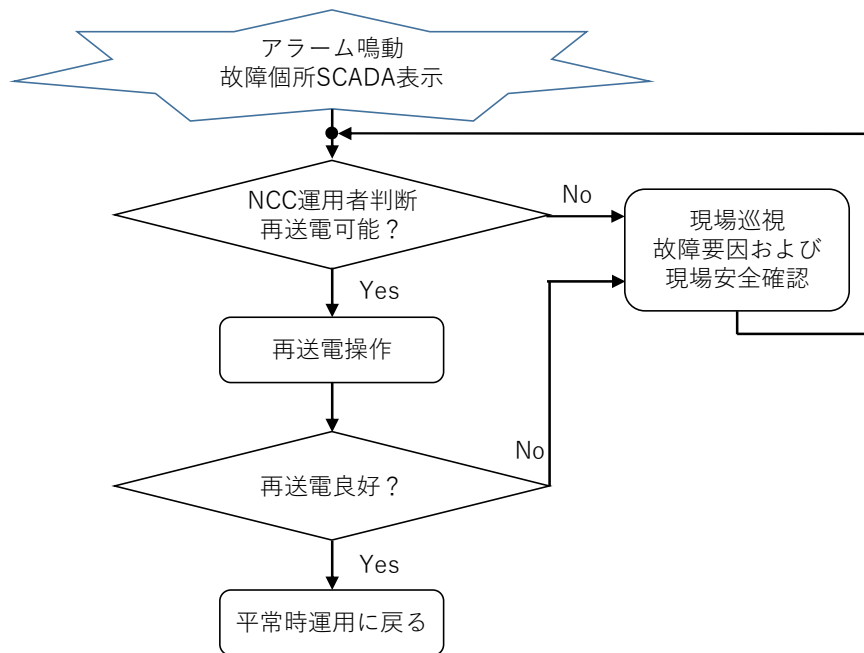 アラーム鳴動
故障個所SCADA表示
NCC運用者判断
再送電可能？
No
現場巡視
故障要因および
現場安全確認
Yes
再送電操作
No
再送電良好？
Yes
平常時運用に戻る